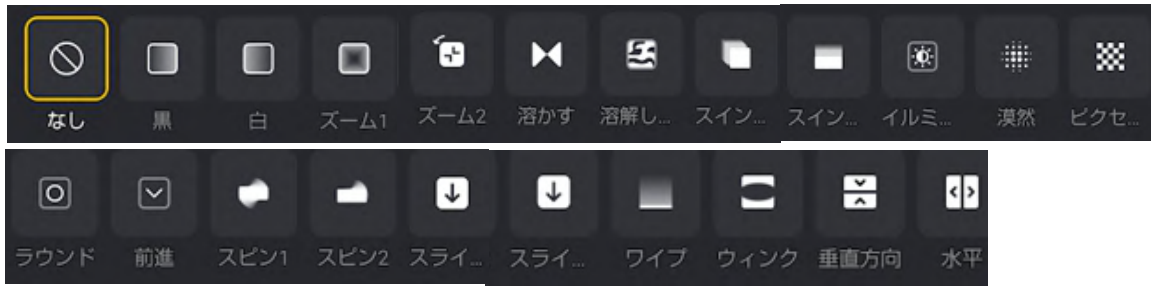 なし 黒 白 ズーム1 ズーム2 溶かす 溶解し... スイン... スイン... イルミ... 漠然 ピクセ...
ラウンド 前進 スピン1 スピン2 スライ... スライ... ワイプ ウィンク 垂直方向 水平